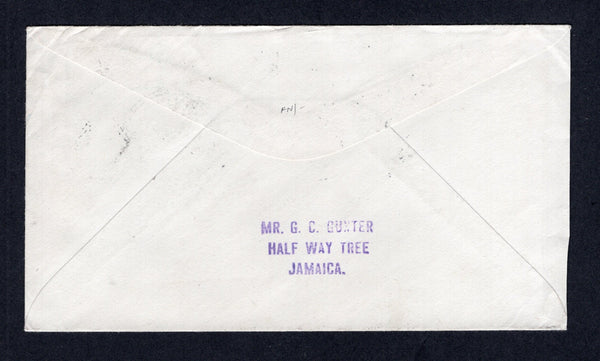 MR. G. C. GUNTER
HALF WAY TREE
JAMAICA.